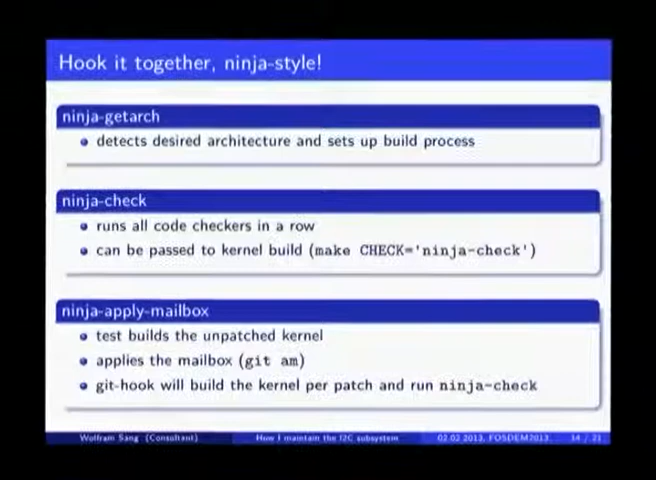 Hook it together, ninja-style!
ninja-getarch
detects desired architecture and sets up build process
ninja-check
runs all code checkers in a row
can be passed to kernel build (make CHECK='ninja-check')
ninja-apply-mailbox
test builds the unpatched kernel
applies the mailbox (git am)
git-hook will build the kernel per patch and run ninja-check
Wolfram Sang (Consultant) How I maintain the I2C subsystem 02.02.2013, FOSDEM2013 14 / 21